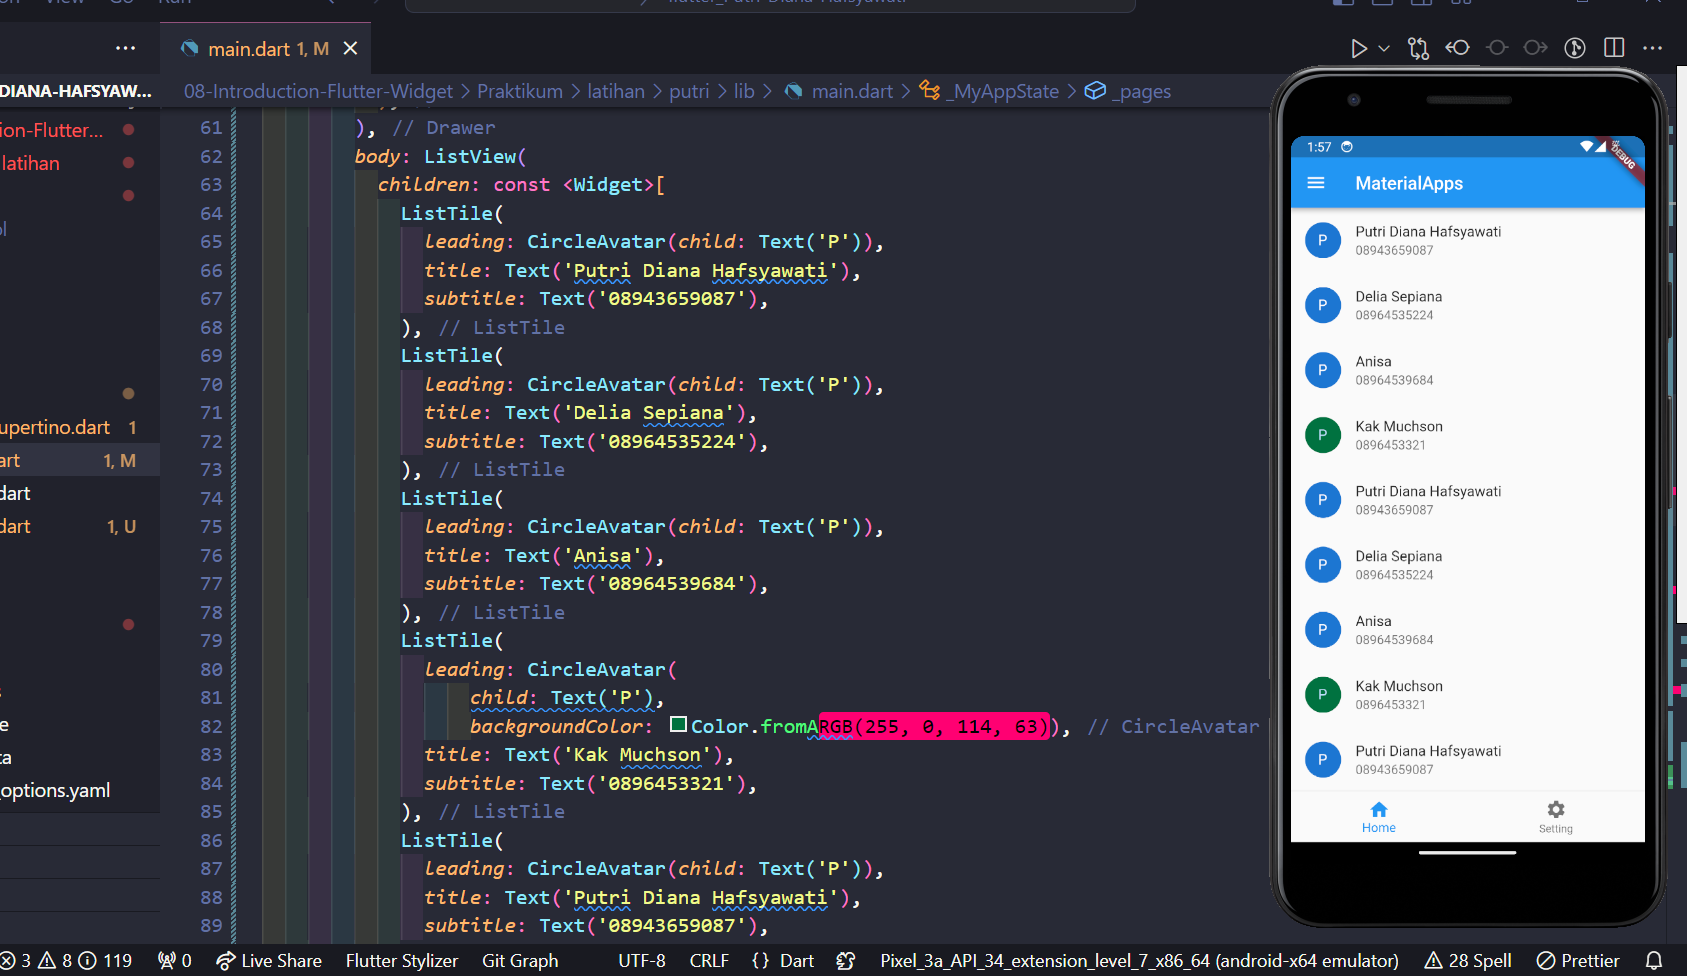 View Go Run
flutter_Putri-Diana-Hafsyawati
... main.dart 1, M
DIANA-HAFSYAW... 08-Introduction-Flutter-Widget > Praktikum > latihan > putri > lib > main.dart > _MyAppState > _pages
ion-Flutter...
latihan
upertino.dart 1
art 1, M
dart
dart 1, U
e
ta
_options.yaml
61 ), // Drawer
62 body: ListView(
63 children: const <Widget>[
64 ListTile(
65 leading: CircleAvatar(child: Text('P')),
66 title: Text('Putri Diana Hafsyawati'),
67 subtitle: Text('08943659087'),
68 ), // ListTile
69 ListTile(
70 leading: CircleAvatar(child: Text('P')),
71 title: Text('Delia Sepiana'),
72 subtitle: Text('08964535224'),
73 ), // ListTile
74 ListTile(
75 leading: CircleAvatar(child: Text('P')),
76 title: Text('Anisa'),
77 subtitle: Text('08964539684'),
78 ), // ListTile
79 ListTile(
80 leading: CircleAvatar(
81 child: Text('P'),
82 backgroundColor: Color.fromARGB(255, 0, 114, 63)), // CircleAvatar
83 title: Text('Kak Muchson'),
84 subtitle: Text('0896453321'),
85 ), // ListTile
86 ListTile(
87 leading: CircleAvatar(child: Text('P')),
88 title: Text('Putri Diana Hafsyawati'),
89 subtitle: Text('08943659087'),
1:57
DEBUG
MaterialApps
P Putri Diana Hafsyawati
08943659087
P Delia Sepiana
08964535224
P Anisa
08964539684
P Kak Muchson
0896453321
P Putri Diana Hafsyawati
08943659087
P Delia Sepiana
08964535224
P Anisa
08964539684
P Kak Muchson
0896453321
P Putri Diana Hafsyawati
08943659087
Home Setting
3 8 119 0 Live Share Flutter Stylizer Git Graph UTF-8 CRLF {} Dart Pixel_3a_API_34_extension_level_7_x86_64 (android-x64 emulator) 28 Spell Prettier